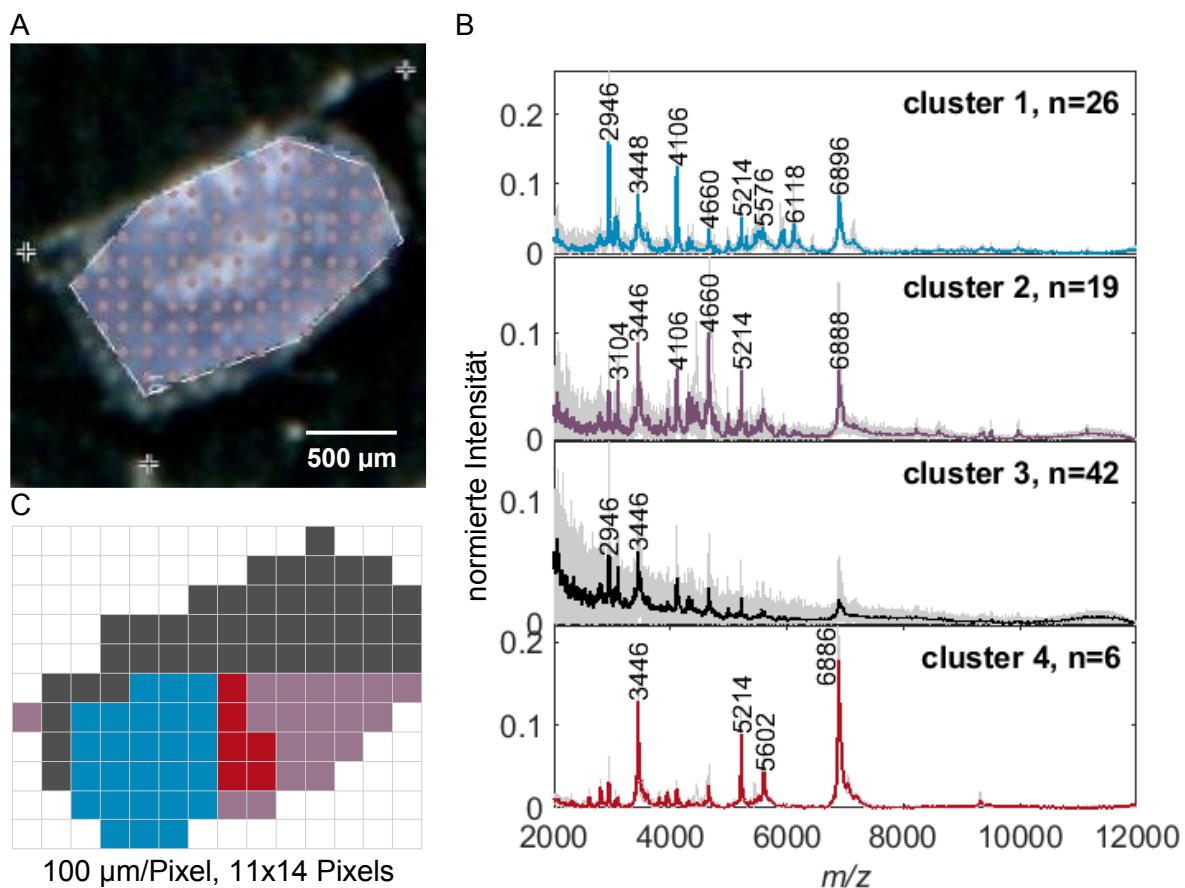 A
500 µm
B
normierte Intensität
0.2
0.1
0
cluster 1, n=26
2946
3448
4106
4660
5214
5576
6118
6896
0.1
0
cluster 2, n=19
3104
3446
4106
4660
5214
6888
0.1
0
cluster 3, n=42
2946
3446
0.2
0.1
0
cluster 4, n=6
3446
5214
5602
6886
2000 4000 6000 8000 10000 12000
m/z
C
100 µm/Pixel, 11x14 Pixels